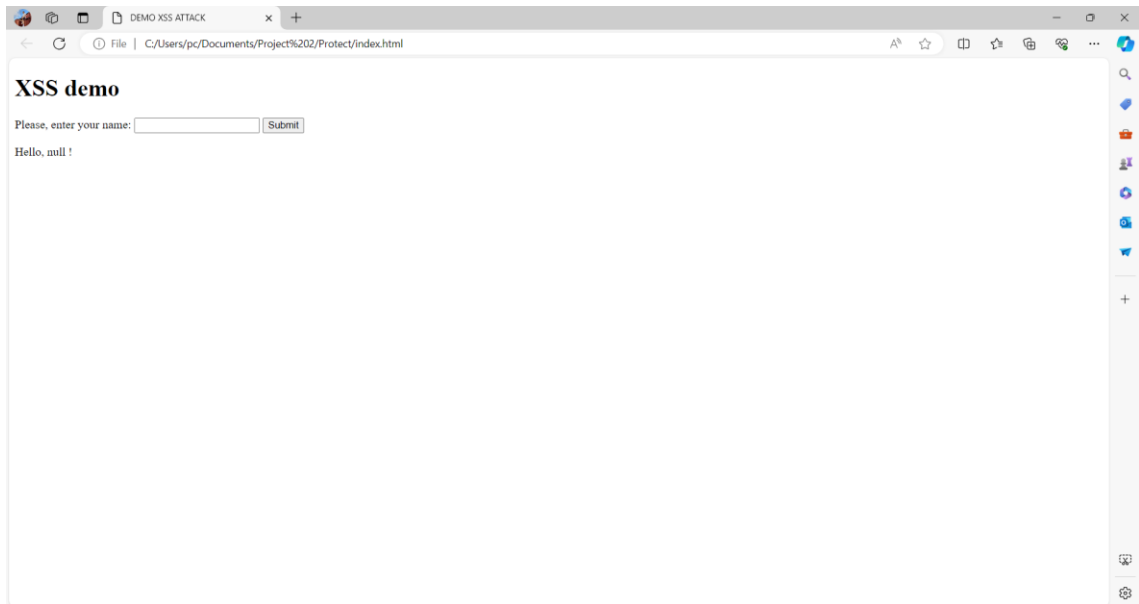 DEMO XSS ATTACK
File | C:/Users/pc/Documents/Project%202/Protect/index.html
XSS demo
Please, enter your name: Submit
Hello, null !